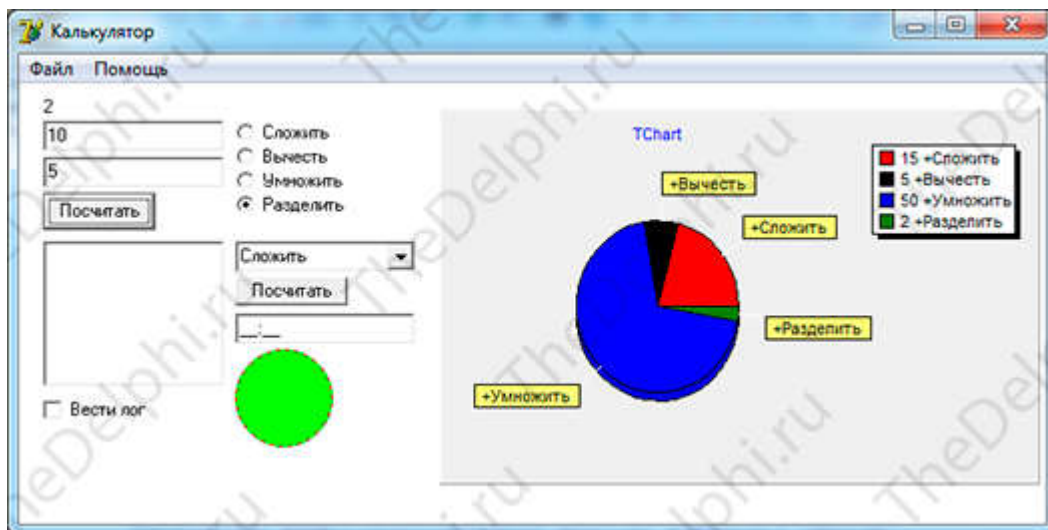 Калькулятор
Файл Помощь
2
10
5
Посчитать
Сложить
Вычесть
Умножить
Разделить
Сложить
Посчитать
__:__
Вести лог
TChart
+Вычесть
+Сложить
+Разделить
+Умножить
15 +Сложить
5 +Вычесть
50 +Умножить
2 +Разделить
TheDelphi.ru